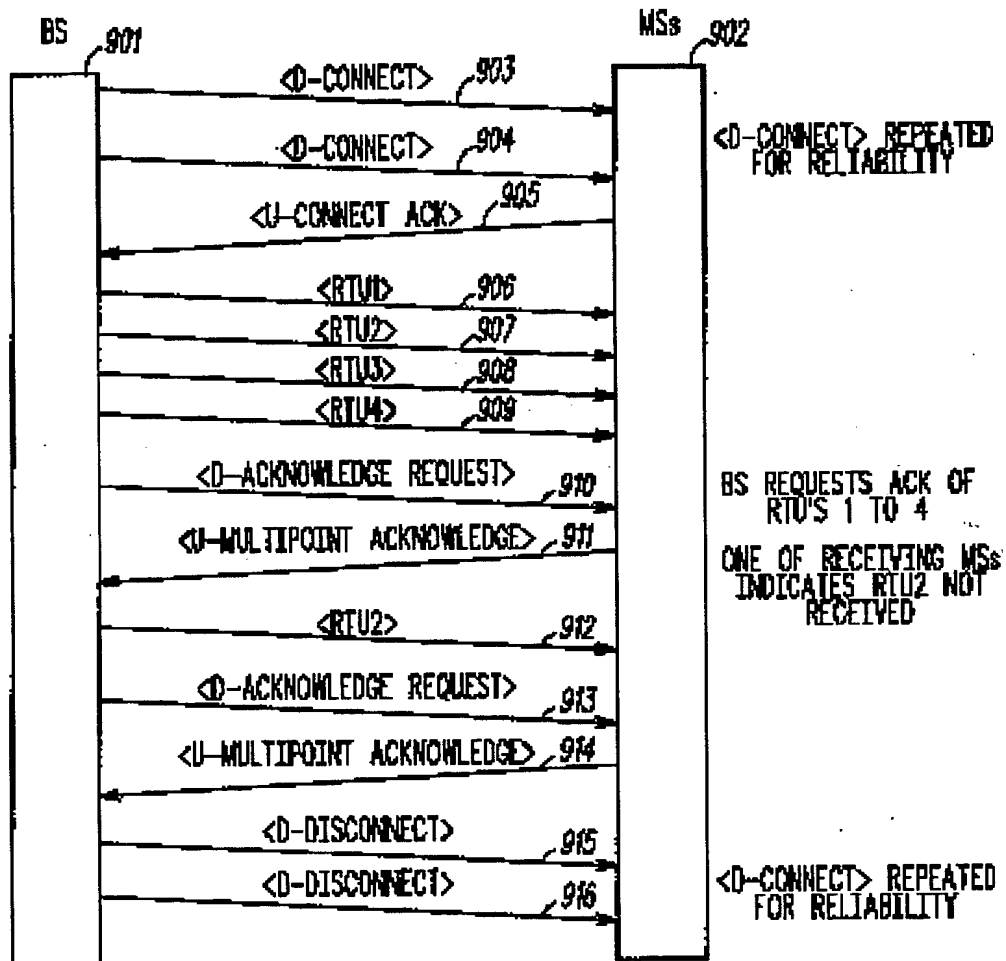 BS
901
MSs
902
<D-CONNECT>
903
<D-CONNECT> REPEATED
FOR RELIABILITY
<D-CONNECT>
904
<U-CONNECT ACK>
905
<RTU1>
906
<RTU2>
907
<RTU3>
908
<RTU4>
909
<D-ACKNOWLEDGE REQUEST>
910
BS REQUESTS ACK OF
RTU'S 1 TO 4
<U-MULTIPOINT ACKNOWLEDGE>
911
ONE OF RECEIVING MSs
INDICATES RTU2 NOT
RECEIVED
<RTU2>
912
<D-ACKNOWLEDGE REQUEST>
913
<U-MULTIPOINT ACKNOWLEDGE>
914
<D-DISCONNECT>
915
<D-DISCONNECT>
916
<D-CONNECT> REPEATED
FOR RELIABILITY